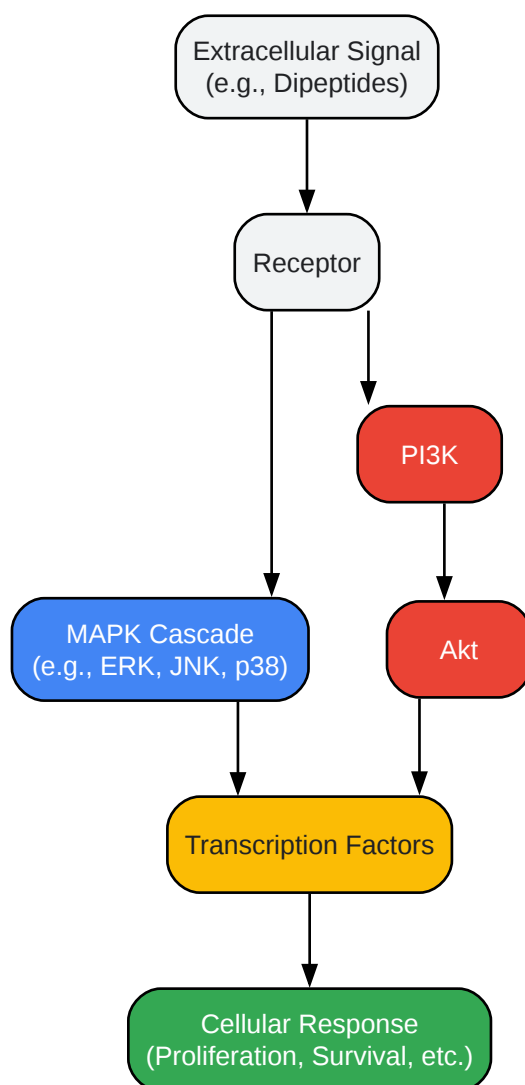 Extracellular Signal
(e.g., Dipeptides)
Receptor
PI3K
MAPK Cascade
(e.g., ERK, JNK, p38)
Akt
Transcription Factors
Cellular Response
(Proliferation, Survival, etc.)